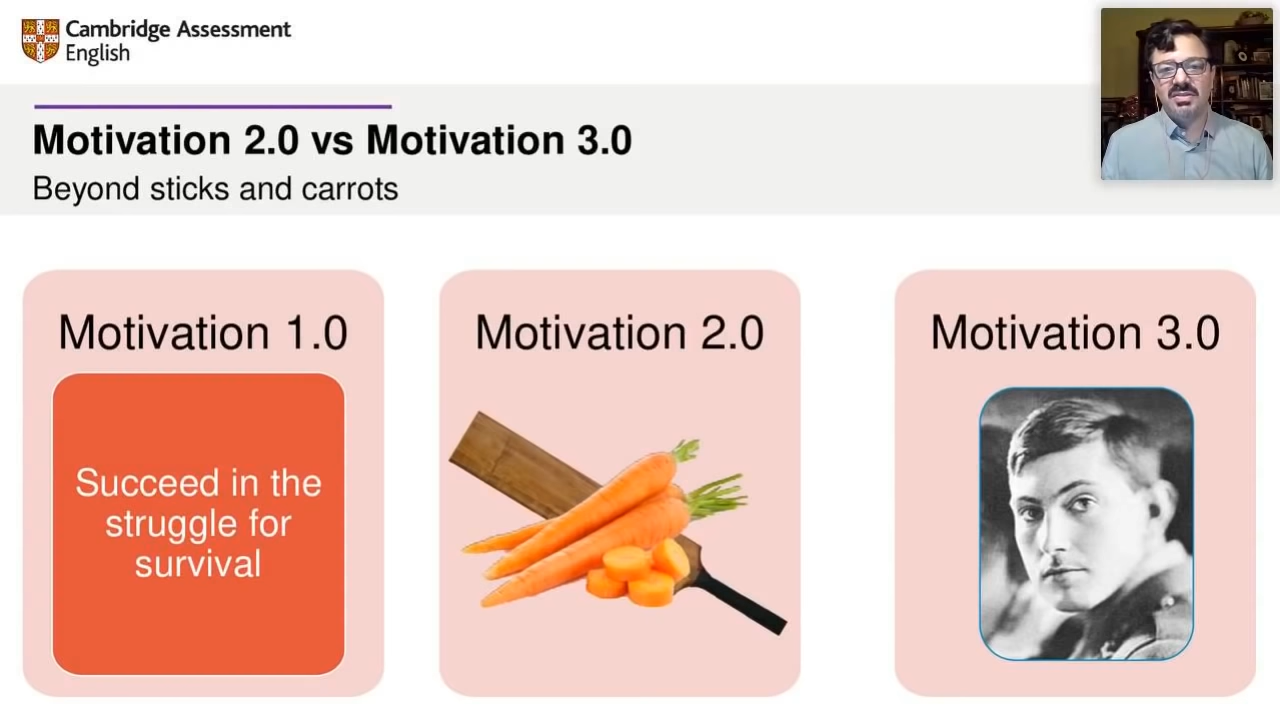 Cambridge Assessment
English
Motivation 2.0 vs Motivation 3.0
Beyond sticks and carrots
Motivation 1.0
Succeed in the
struggle for
survival
Motivation 2.0
Motivation 3.0